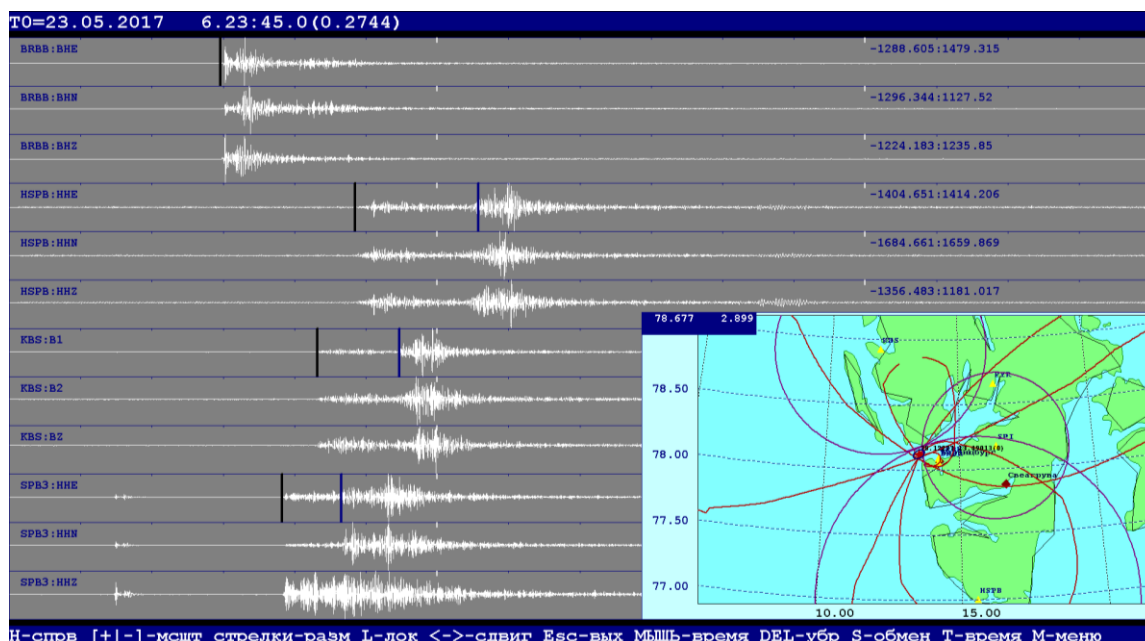 TO=23.05.2017 6.23:45.0(0.2744)
BRBB:BHE -1288.605:1479.315
BRBB:BHN -1296.344:1127.52
BRBB:BHZ -1224.183:1235.85
HSPB:HHE -1404.651:1414.206
HSPB:HHN -1684.661:1659.869
HSPB:HHZ -1356.483:1181.017
KBS:B1
KBS:B2
KBS:BZ
SPB3:HHE
SPB3:HHN
SPB3:HHZ
78.677 2.899
KBS
78.50
SPI
78.00
77.50
77.00
HSPB
10.00 15.00
Н-спрв [+|-]-мсшт стрелки-разм L-лок <->-сдвиг Esc-вых МЫШЬ-время DEL-убр S-обмен T-время M-меню